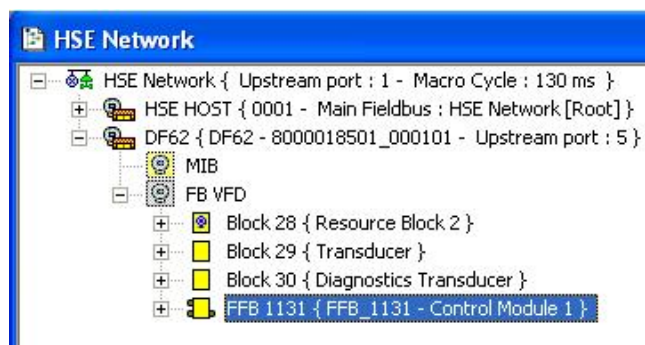 HSE Network
HSE Network { Upstream port : 1 - Macro Cycle : 130 ms }
HSE HOST { 0001 - Main Fieldbus : HSE Network [Root] }
DF62 { DF62 - 8000018501_000101 - Upstream port : 5 }
MIB
FB VFD
Block 28 { Resource Block 2 }
Block 29 { Transducer }
Block 30 { Diagnostics Transducer }
FFB 1131 { FFB_1131 - Control Module 1 }